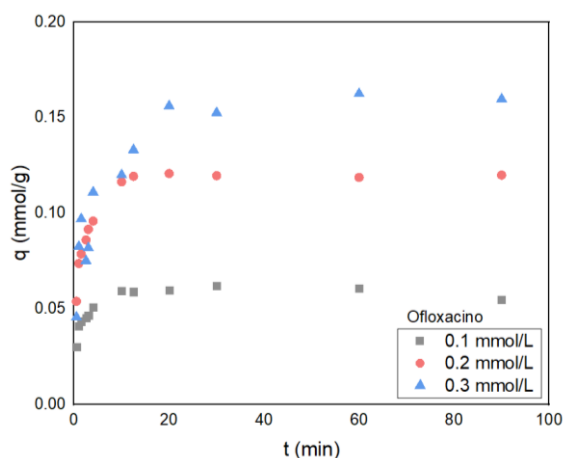 0.20
0.15
0.10
0.05
0.00
q (mmol/g)
0 20 40 60 80 100
t (min)
Ofloxacino
0.1 mmol/L
0.2 mmol/L
0.3 mmol/L